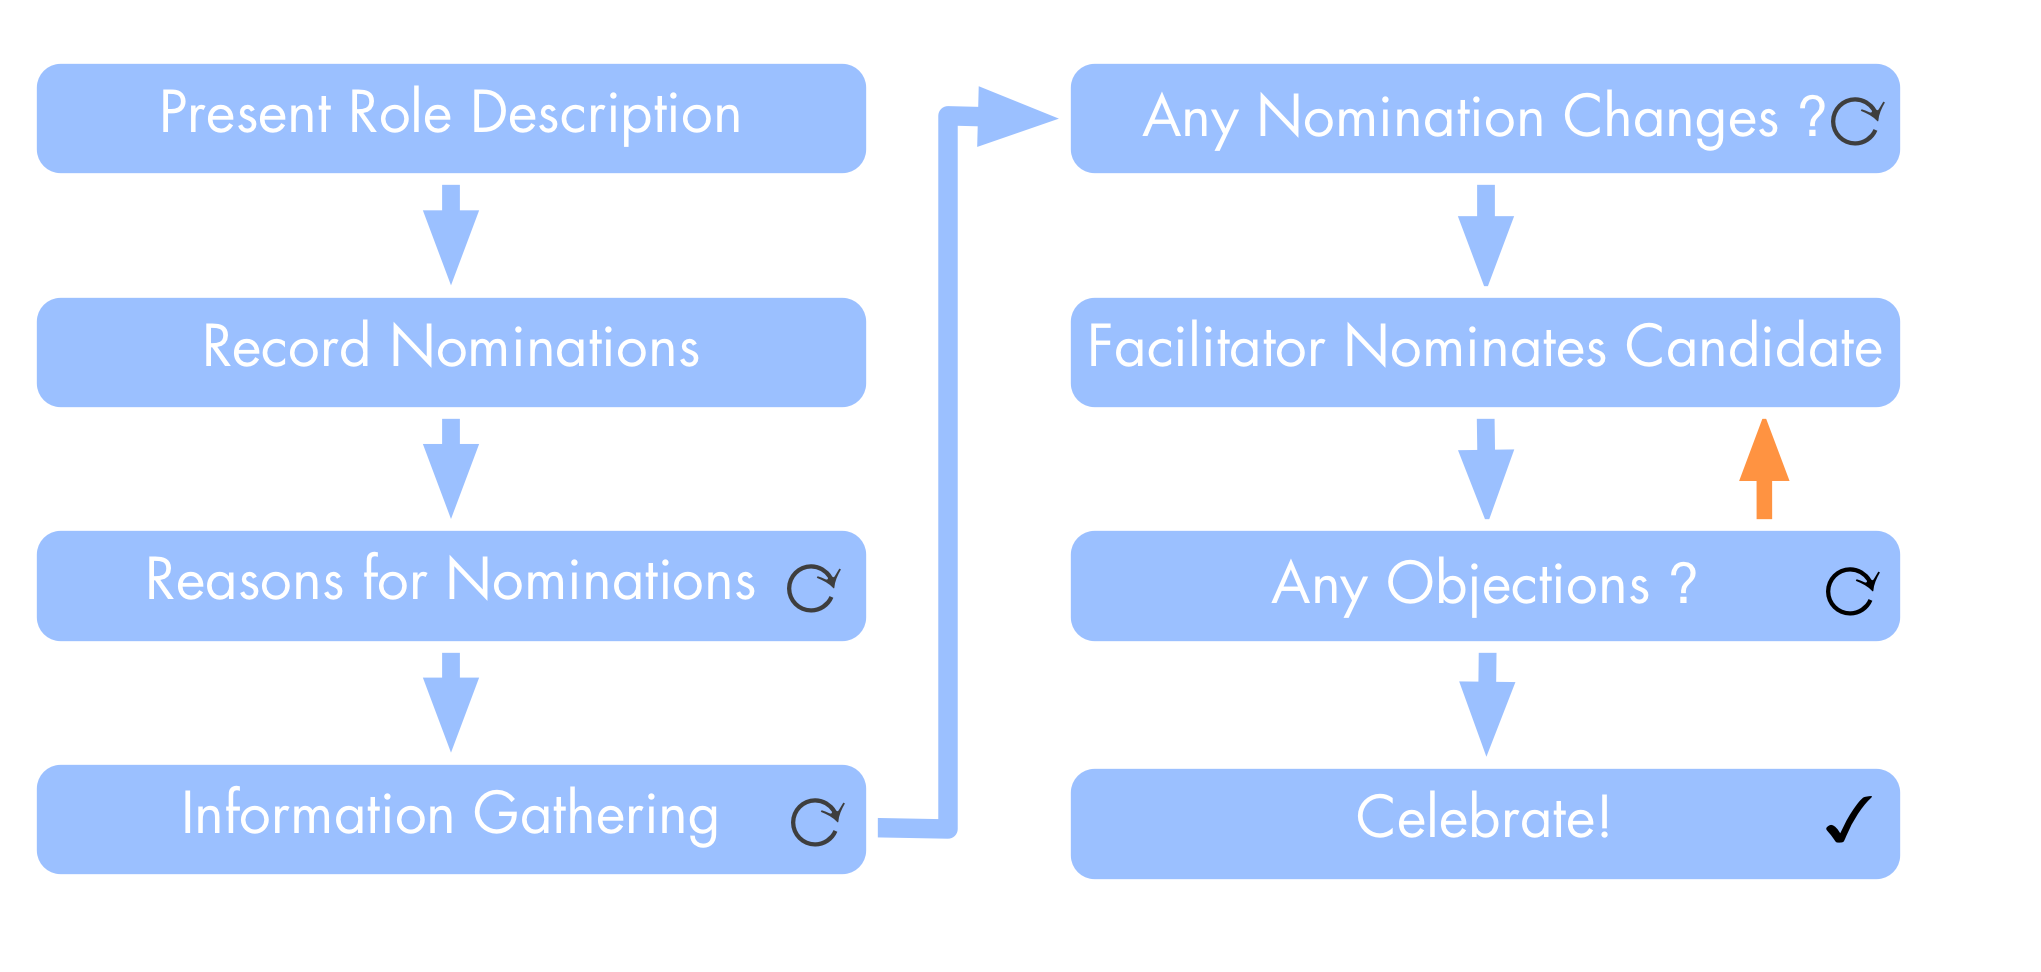 Present Role Description
Record Nominations
Reasons for Nominations
Information Gathering
Any Nomination Changes ?
Facilitator Nominates Candidate
Any Objections ?
Celebrate!